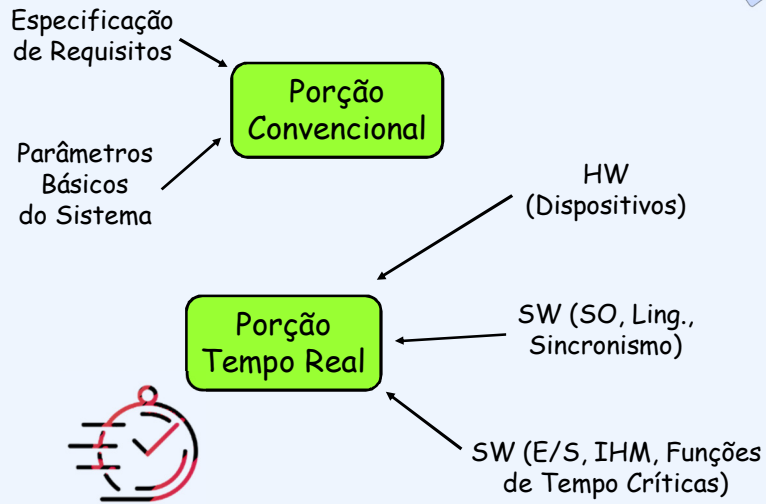 Especificação
de Requisitos
Porção
Convencional
Parâmetros
Básicos
do Sistema
HW
(Dispositivos)
Porção
Tempo Real
SW (SO, Ling.,
Sincronismo)
SW (E/S, IHM, Funções
de Tempo Críticas)